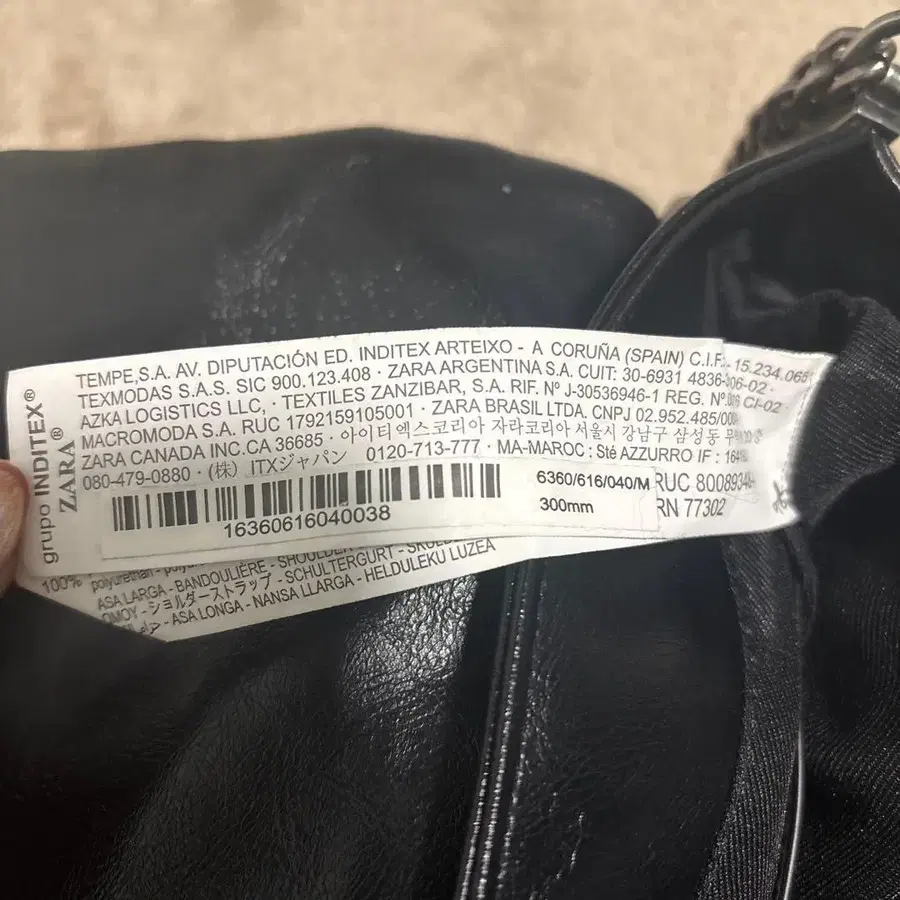 grupo INDITEX®
ZARA®
TEMPE,S.A. AV. DIPUTACIÓN ED. INDITEX ARTEIXO - A CORUÑA (SPAIN) C.I.F.: 15.234.065
TEXMODAS S.A.S. SIC 900.123.408 · ZARA ARGENTINA S.A. CUIT: 30-6931 4836-
AZKA LOGISTICS LLC, · TEXTILES ZANZIBAR, S.A. RIF. Nº J-30536946-1 REG. Nº.
MACROMODA S.A. RUC 1792159105001 · ZARA BRASIL LTDA. CNPJ 02.952.485/
ZARA CANADA INC.CA 36685 · 아이티엑스코리아 자라코리아 서울시 강남구 삼성동
080-479-0880 · (株) ITXジャパン 0120-713-777 · MA-MAROC : Sté AZZURRO IF :
RUC
RN 77302
6360/616/040/M
300mm
16360616040038
100% polyurethan -
ASA LARGA - BANDOULIÈRE -
ショルダーストラップ - SCHULTERGURT -
ASA LONGA - NANSA LLARGA - HELDULEKU LUZEA